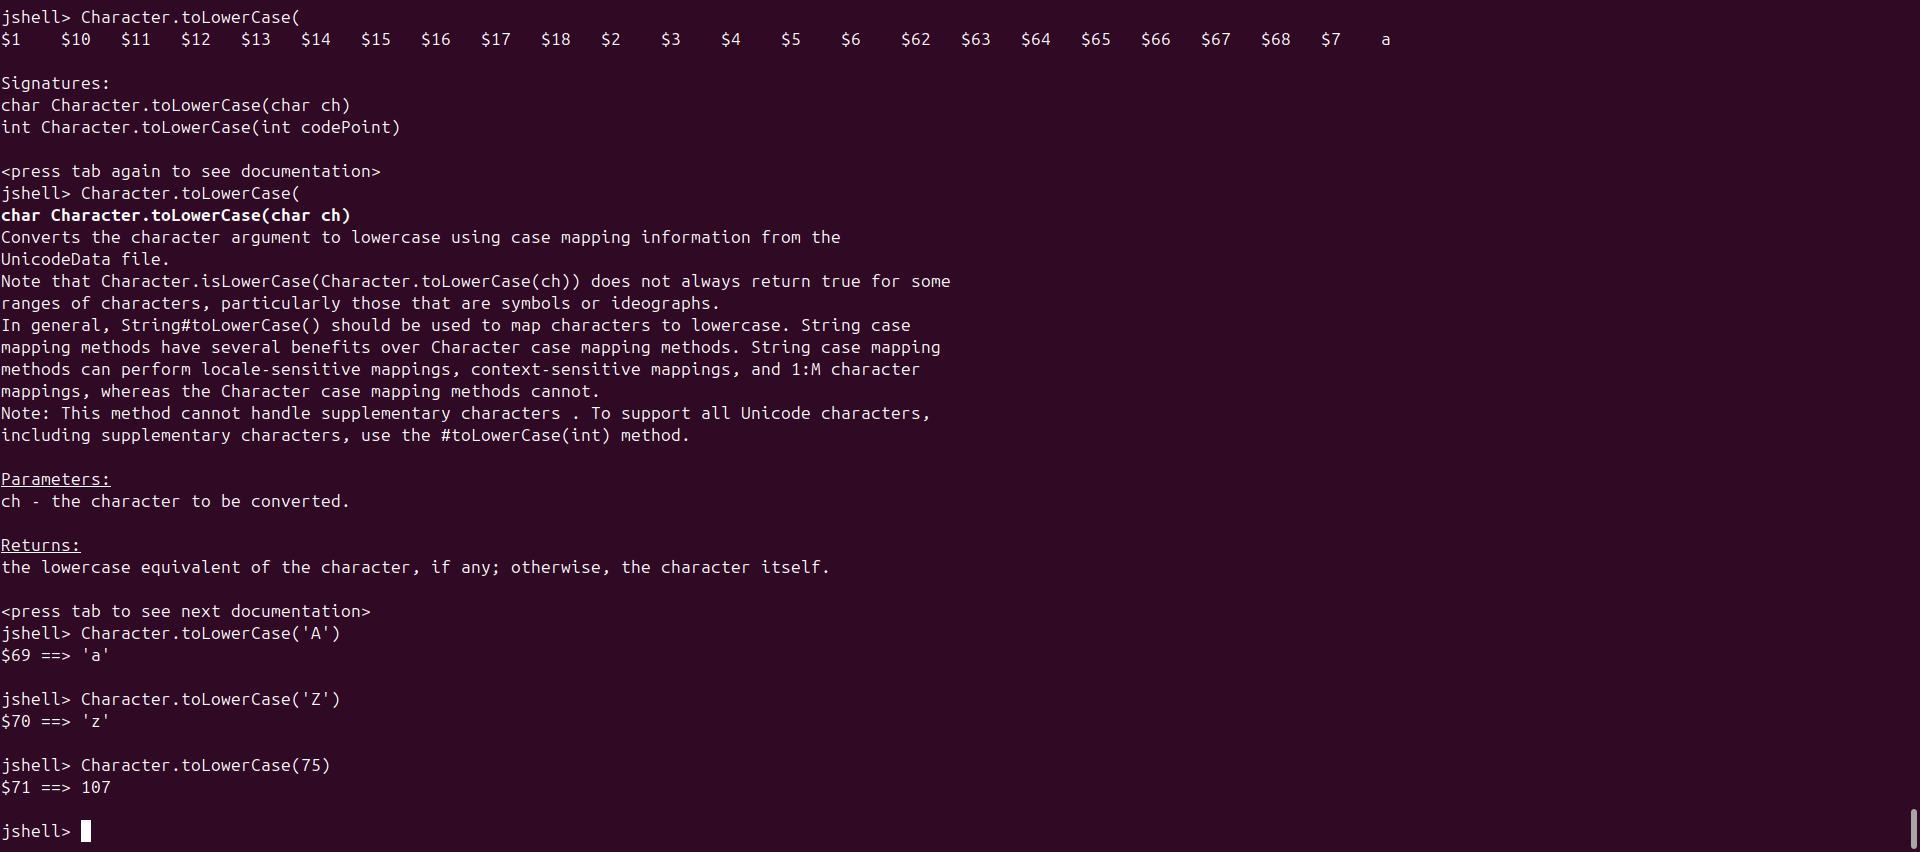 jshell> Character.toLowerCase(
$1    $10   $11   $12   $13   $14   $15   $16   $17   $18   $2    $3    $4    $5    $6    $62   $63   $64   $65   $66   $67   $68   $7    a
Signatures:
char Character.toLowerCase(char ch)
int Character.toLowerCase(int codePoint)
<press tab again to see documentation>
jshell> Character.toLowerCase(
char Character.toLowerCase(char ch)
Converts the character argument to lowercase using case mapping information from the
UnicodeData file.
Note that Character.isLowerCase(Character.toLowerCase(ch)) does not always return true for some
ranges of characters, particularly those that are symbols or ideographs.
In general, String#toLowerCase() should be used to map characters to lowercase. String case
mapping methods have several benefits over Character case mapping methods. String case mapping
methods can perform locale-sensitive mappings, context-sensitive mappings, and 1:M character
mappings, whereas the Character case mapping methods cannot.
Note: This method cannot handle supplementary characters . To support all Unicode characters,
including supplementary characters, use the #toLowerCase(int) method.
Parameters:
ch - the character to be converted.
Returns:
the lowercase equivalent of the character, if any; otherwise, the character itself.
<press tab to see next documentation>
jshell> Character.toLowerCase('A')
$69 ==> 'a'
jshell> Character.toLowerCase('Z')
$70 ==> 'z'
jshell> Character.toLowerCase(75)
$71 ==> 107
jshell>